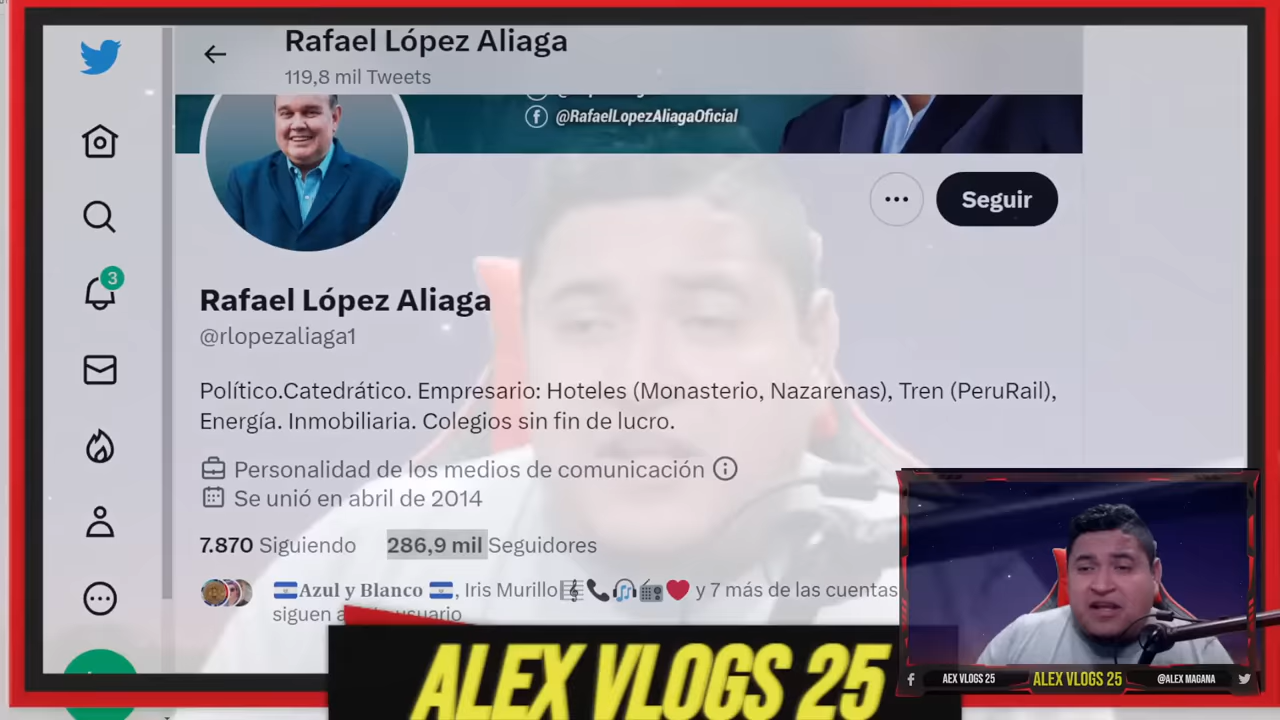 Rafael López Aliaga
119,8 mil Tweets
@RafaelLopezAliagaOficial
Seguir
3
Rafael López Aliaga
@rlopezaliaga1
Político.Catedrático. Empresario: Hoteles (Monasterio, Nazarenas), Tren (PeruRail),
Energía. Inmobiliaria. Colegios sin fin de lucro.
Personalidad de los medios de comunicación
Se unió en abril de 2014
7.870 Siguiendo 286,9 mil Seguidores
Azul y Blanco, Iris Murillo y 7 más de las cuentas
siguen a usuario
ALEX VLOGS 25
AEX VLOGS 25 ALEX VLOGS 25 @ALEX MAGANA